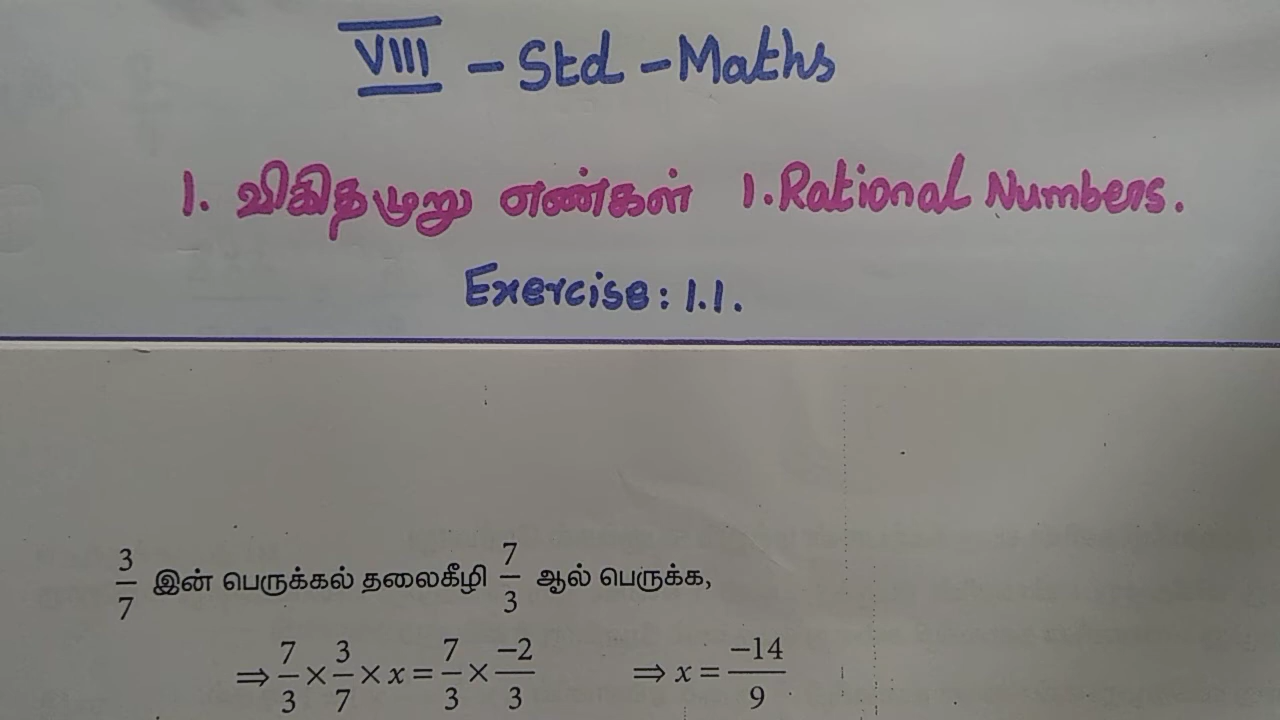 VIII - Std - Maths
1. விகிதமுறு எண்கள் 1. Rational Numbers.
Exercise: 1.1.
3/7 இன் பெருக்கல் தலைகீழி 7/3 ஆல் பெருக்க,
⇒ 7/3 × 3/7 × x = 7/3 × -2/3 ⇒ x = -14/9